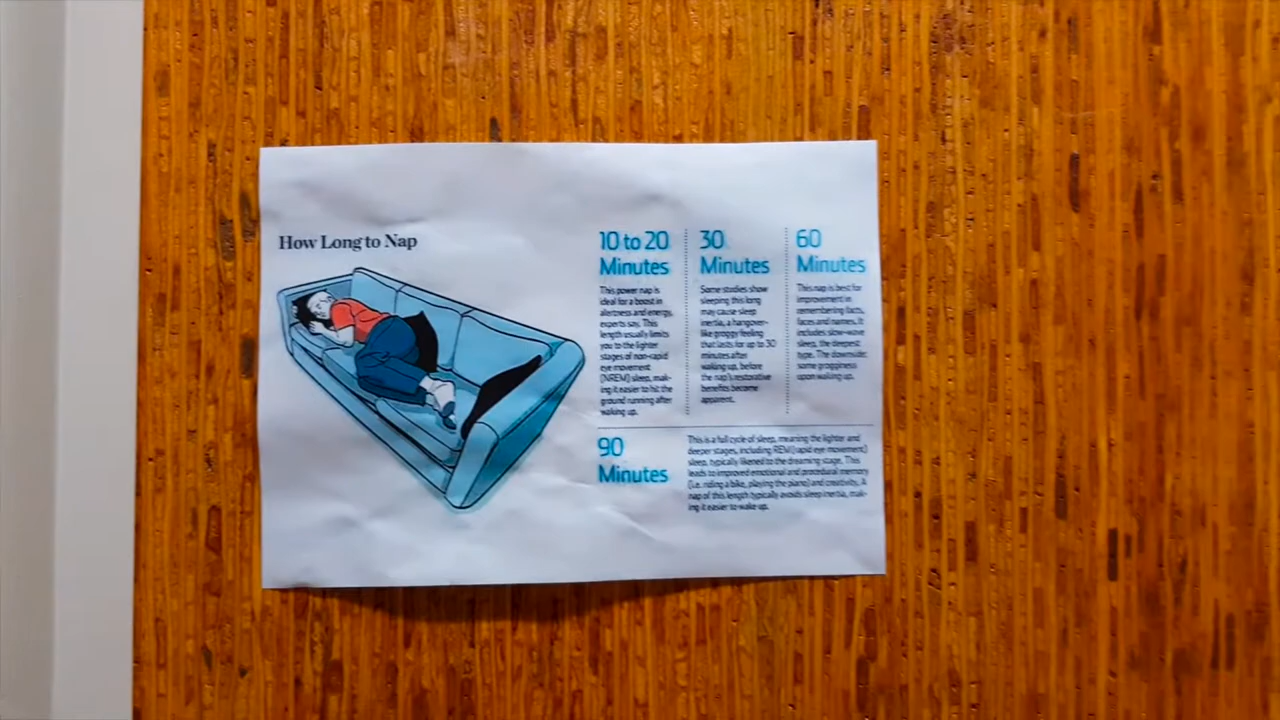 How Long to Nap
10 to 20
Minutes
This power nap is
ideal for a boost in
alertness and energy,
experts say. This
length usually limits
you to the lighter
stages of non-rapid
eye movement
(NREM) sleep, mak-
ing it easier to hit the
ground running after
waking up.
30
Minutes
Some studies show
sleeping this long
may cause sleep
inertia, a hangover-
like groggy feeling
that lasts for up to 30
minutes after
waking up, before
the nap's restorative
benefits become
apparent.
60
Minutes
This nap is best for
improvement in
remembering facts,
faces and names. It
includes slow-wave
sleep, the deepest
type. The downside:
some grogginess
upon waking up.
90
Minutes
This is a full cycle of sleep, meaning the lighter and
deeper stages, including REM (rapid eye movement)
sleep, typically likened to the dreaming stage. This
leads to improved emotional and procedural memory
(i.e. riding a bike, playing the piano) and creativity. A
nap of this length typically avoids sleep inertia, mak-
ing it easier to wake up.